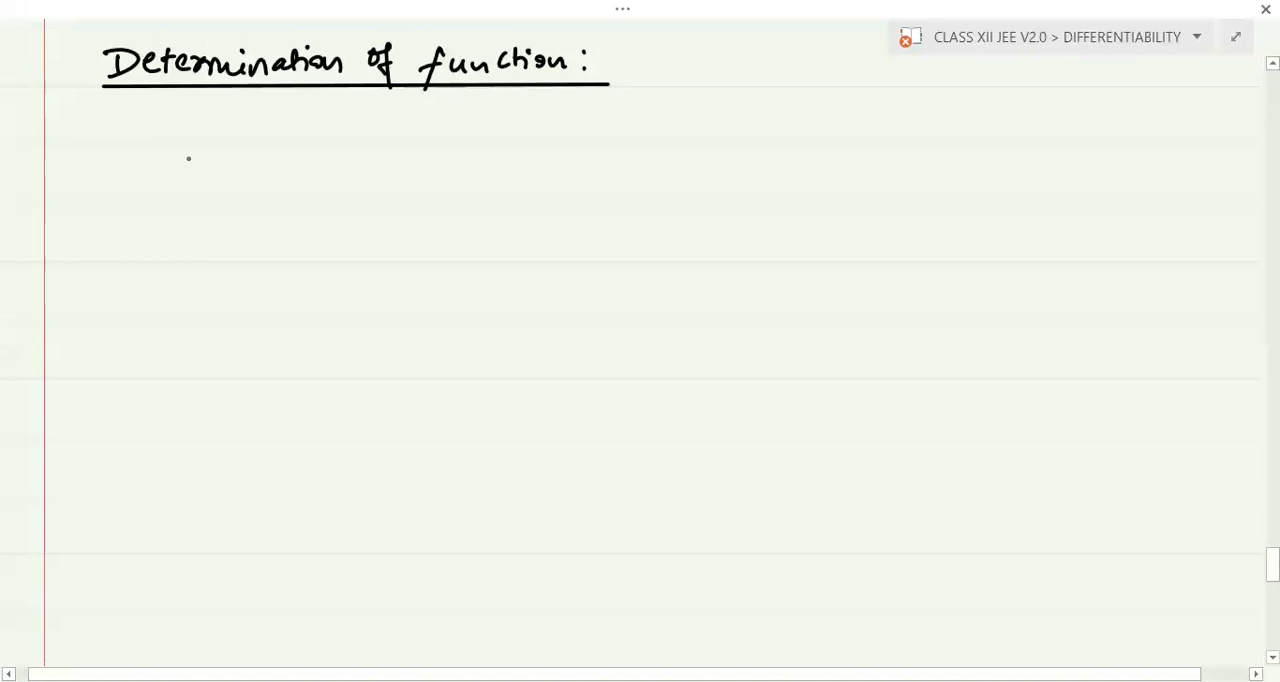 CLASS XII JEE V2.0 > DIFFERENTIABILITY
Determination of function :